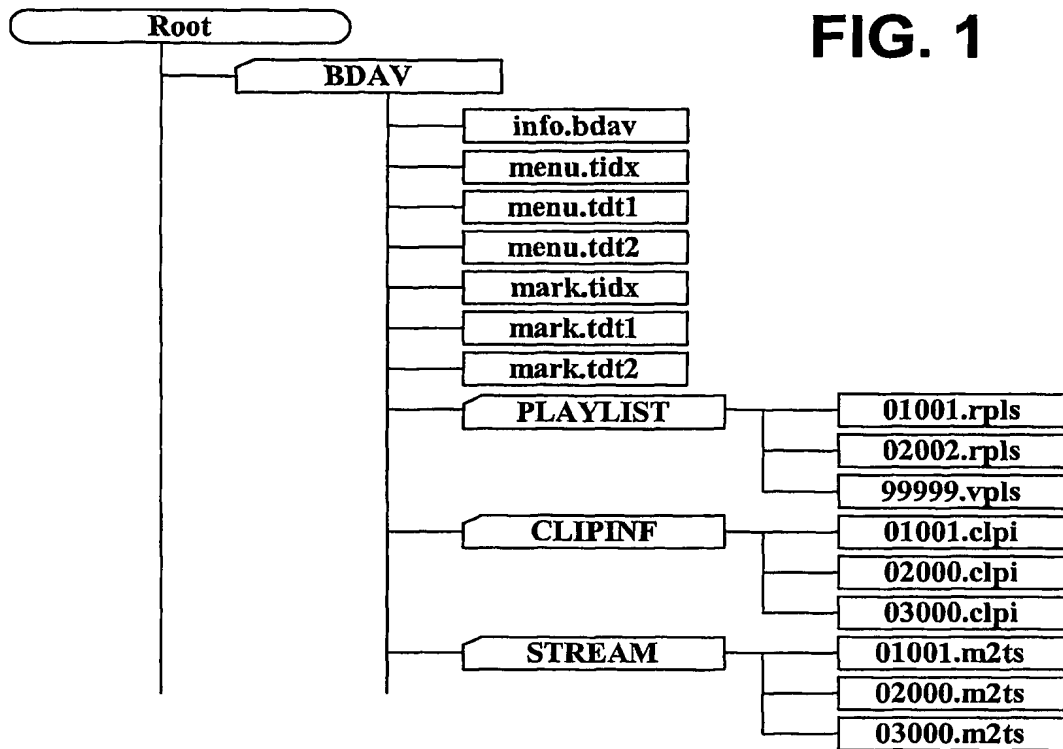 Root
FIG. 1
BDAV
info.bdav
menu.tidx
menu.tdt1
menu.tdt2
mark.tidx
mark.tdt1
mark.tdt2
PLAYLIST
01001.rpls
02002.rpls
99999.vpls
CLIPINF
01001.clpi
02000.clpi
03000.clpi
STREAM
01001.m2ts
02000.m2ts
03000.m2ts